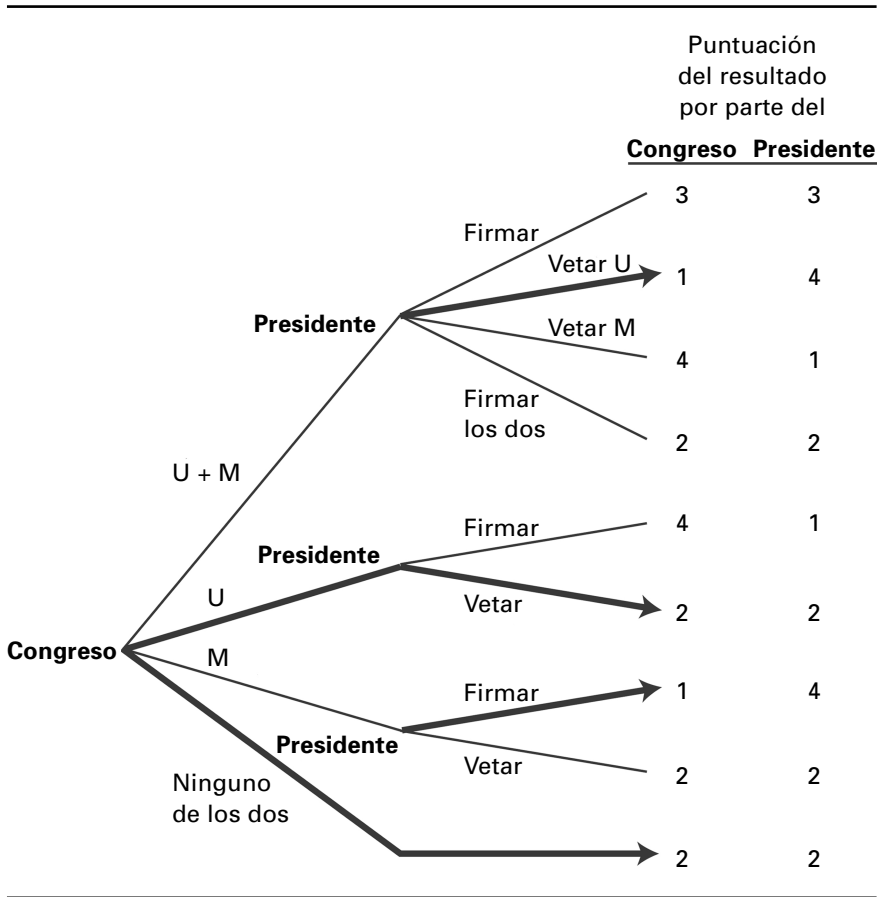 Puntuación
del resultado
por parte del
Congreso Presidente
Firmar 3 3
Vetar U 1 4
Presidente
Vetar M 4 1
Firmar
los dos 2 2
U + M
Firmar 4 1
Presidente
U
Vetar 2 2
Congreso
M
Firmar 1 4
Presidente
Vetar 2 2
Ninguno
de los dos
2 2